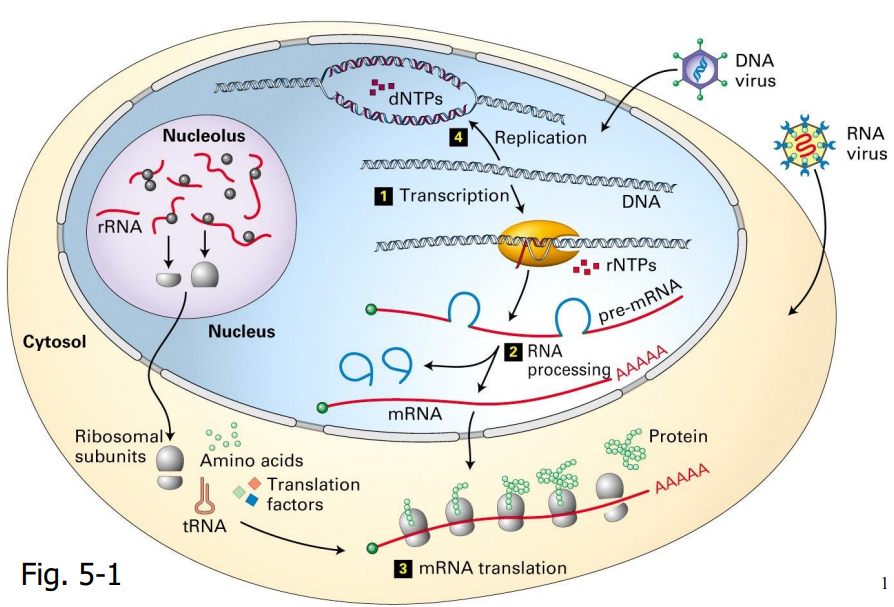 DNA
virus
RNA
virus
dNTPs
4 Replication
Nucleolus
1 Transcription
DNA
rRNA
rNTPs
pre-mRNA
Nucleus
Cytosol
2 RNA
processing
AAAAA
mRNA
Ribosomal
subunits
Amino acids
Translation
factors
tRNA
Protein
AAAAA
3 mRNA translation
Fig. 5-1
1